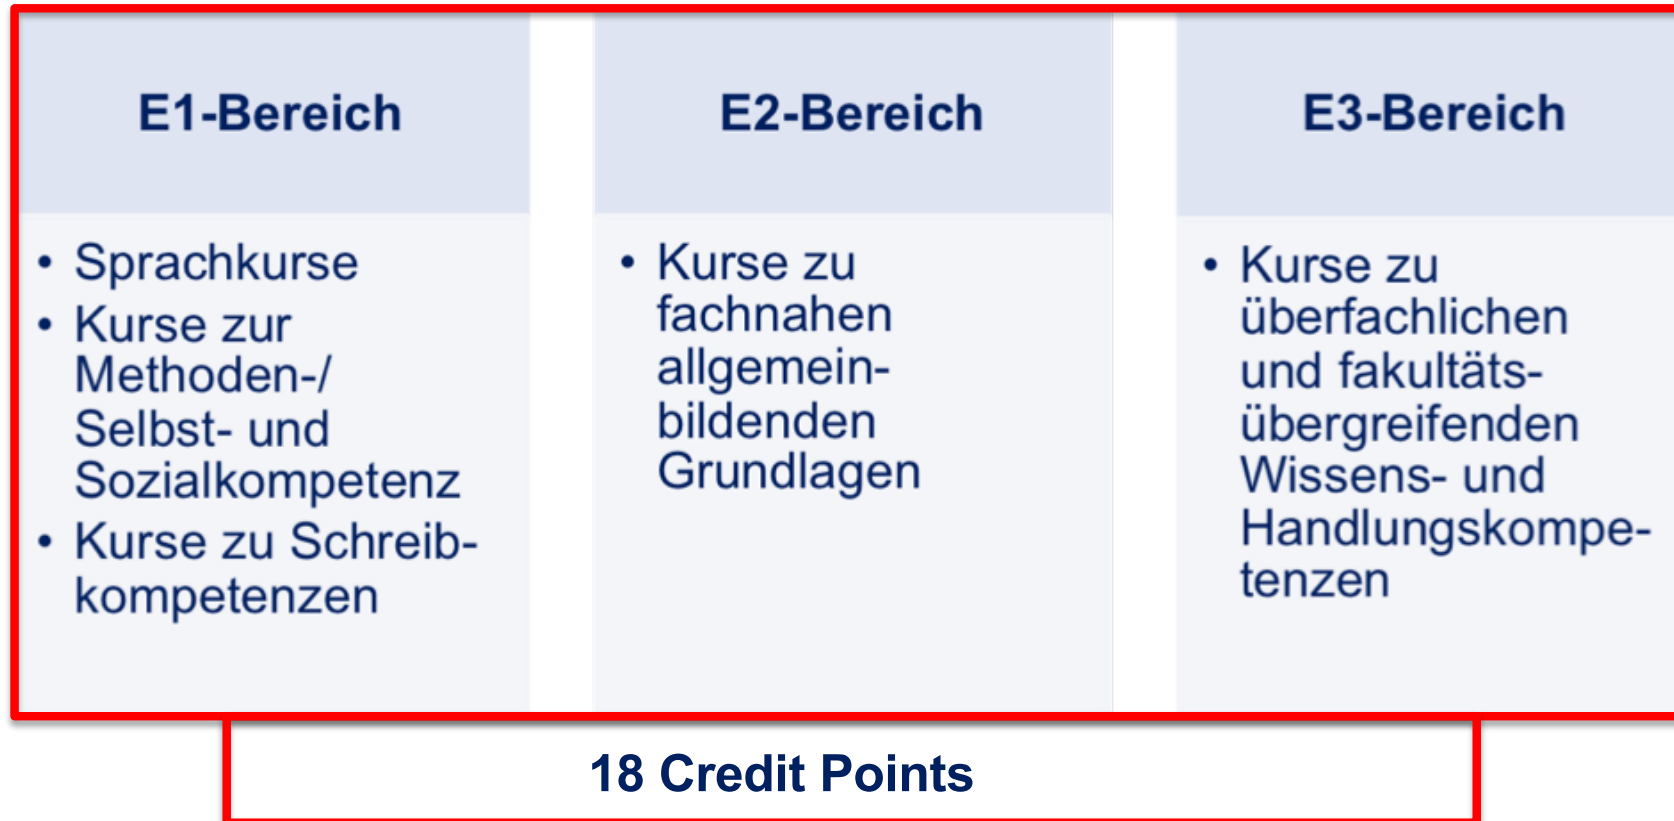 E1-Bereich
• Sprachkurse
• Kurse zur
Methoden-/
Selbst- und
Sozialkompetenz
• Kurse zu Schreib-
kompetenzen
E2-Bereich
• Kurse zu
fachnahen
allgemein-
bildenden
Grundlagen
E3-Bereich
• Kurse zu
überfachlichen
und fakultäts-
übergreifenden
Wissens- und
Handlungskompe-
tenzen
18 Credit Points